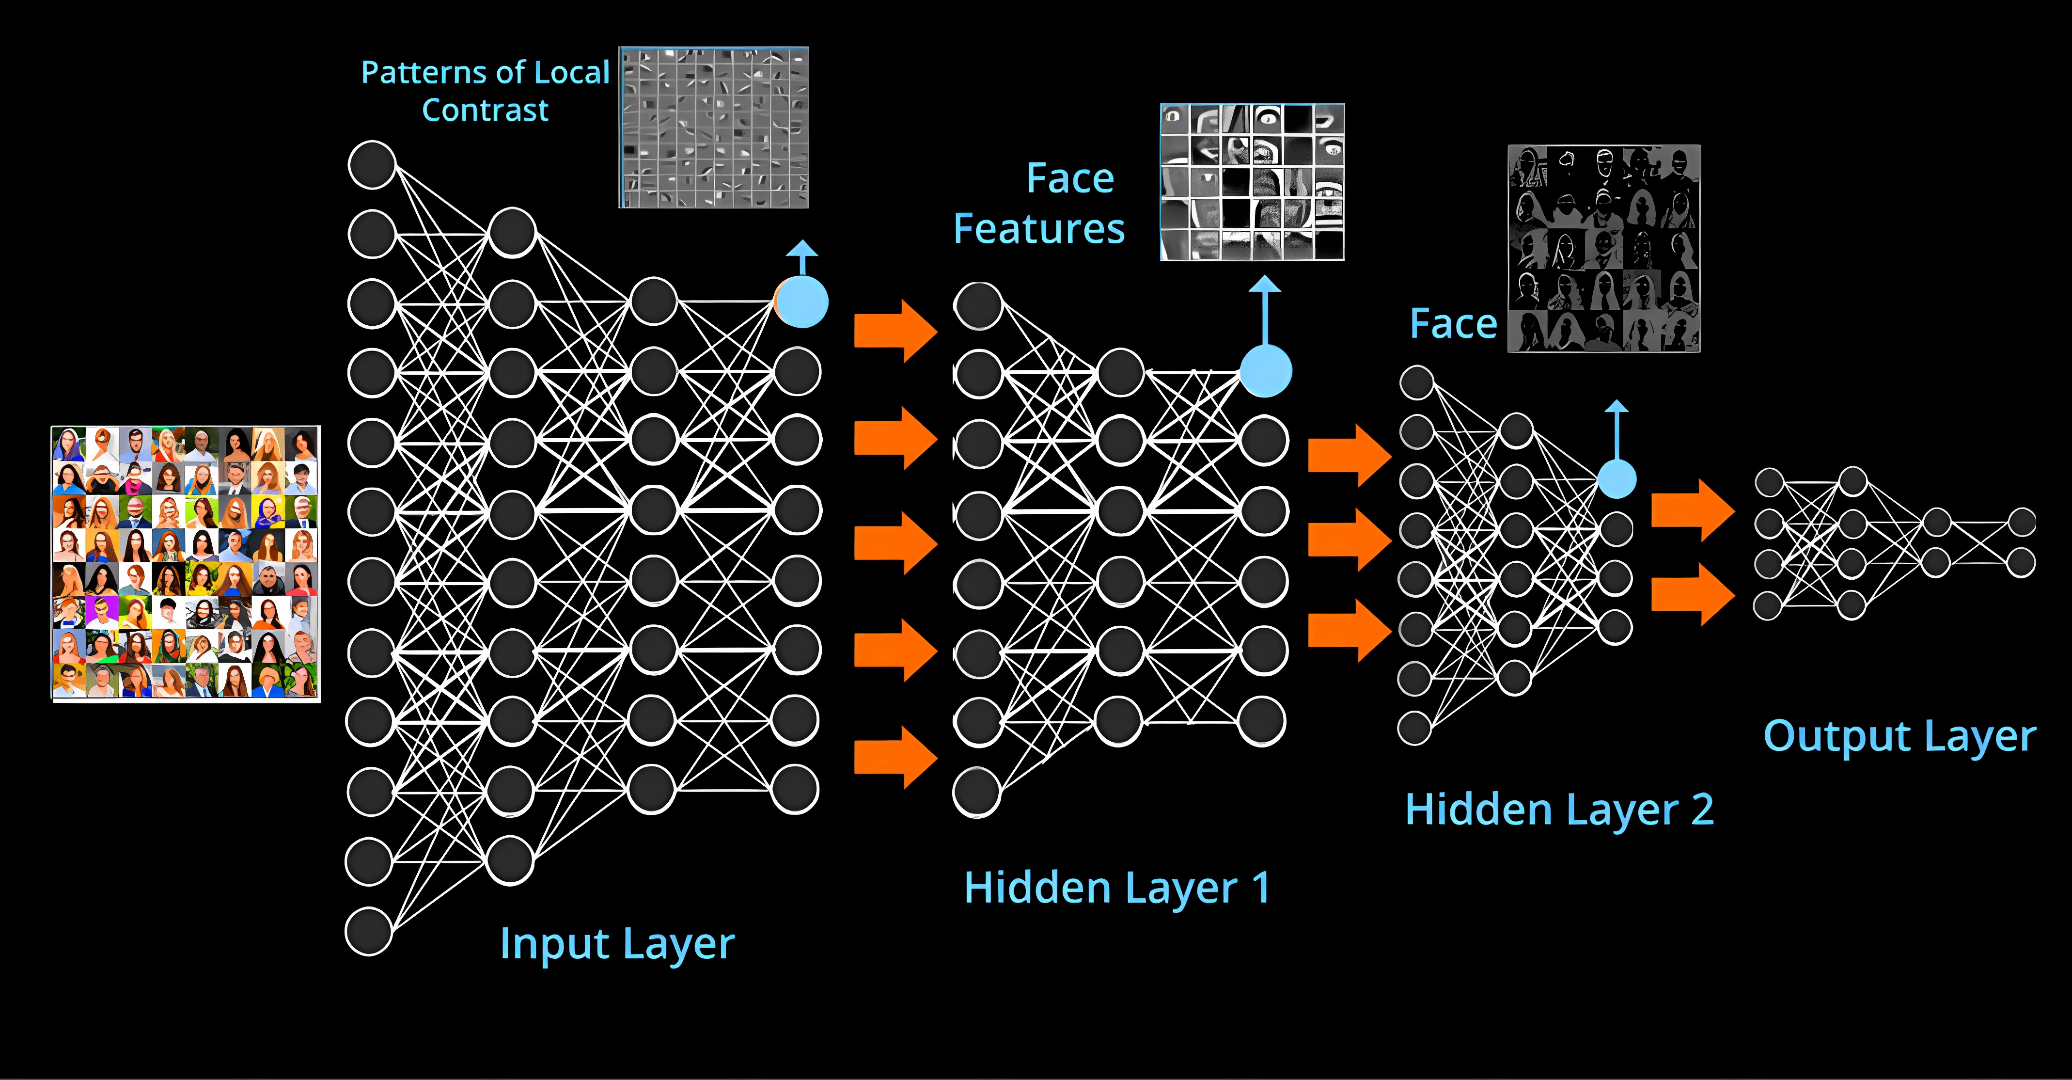 Patterns of Local
Contrast
Face
Features
Face
Input Layer
Hidden Layer 1
Hidden Layer 2
Output Layer